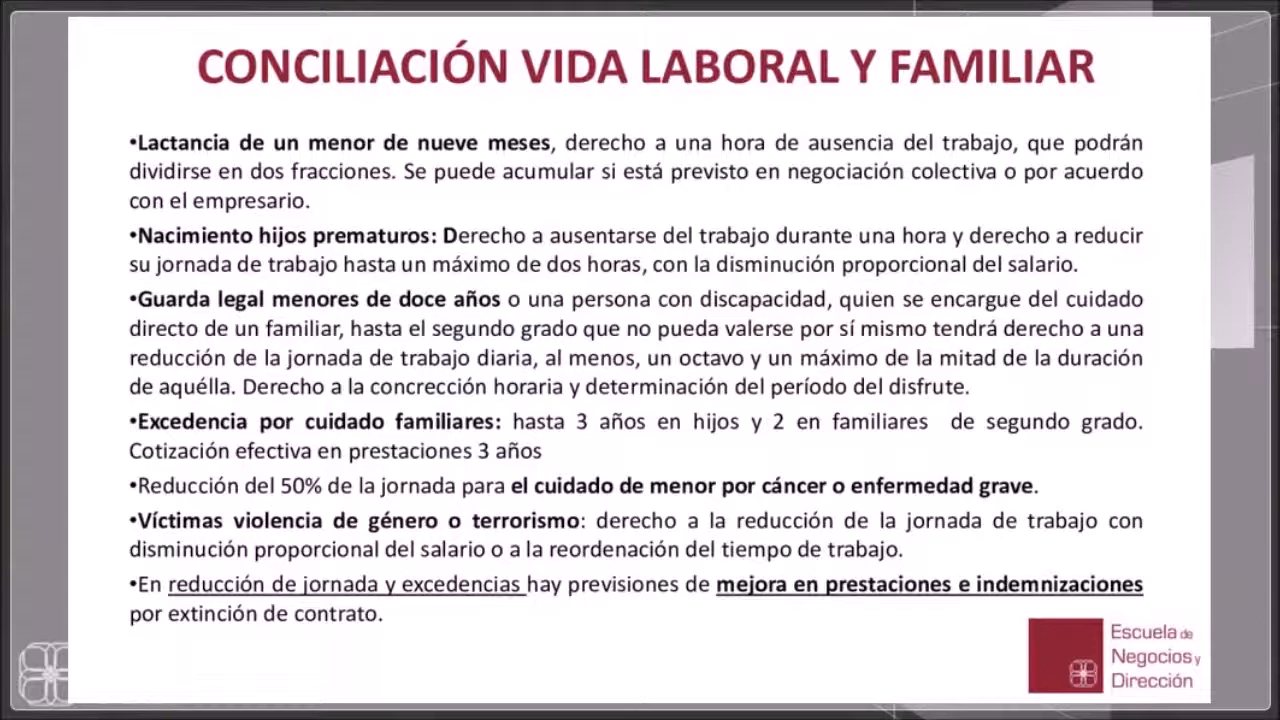 CONCILIACIÓN VIDA LABORAL Y FAMILIAR
•Lactancia de un menor de nueve meses, derecho a una hora de ausencia del trabajo, que podrán
dividirse en dos fracciones. Se puede acumular si está previsto en negociación colectiva o por acuerdo
con el empresario.
•Nacimiento hijos prematuros: Derecho a ausentarse del trabajo durante una hora y derecho a reducir
su jornada de trabajo hasta un máximo de dos horas, con la disminución proporcional del salario.
•Guarda legal menores de doce años o una persona con discapacidad, quien se encargue del cuidado
directo de un familiar, hasta el segundo grado que no pueda valerse por sí mismo tendrá derecho a una
reducción de la jornada de trabajo diaria, al menos, un octavo y un máximo de la mitad de la duración
de aquélla. Derecho a la concrección horaria y determinación del período del disfrute.
•Excedencia por cuidado familiares: hasta 3 años en hijos y 2 en familiares de segundo grado.
Cotización efectiva en prestaciones 3 años
•Reducción del 50% de la jornada para el cuidado de menor por cáncer o enfermedad grave.
•Víctimas violencia de género o terrorismo: derecho a la reducción de la jornada de trabajo con
disminución proporcional del salario o a la reordenación del tiempo de trabajo.
•En reducción de jornada y excedencias hay previsiones de mejora en prestaciones e indemnizaciones
por extinción de contrato.
Escuela de
Negocios y
Dirección